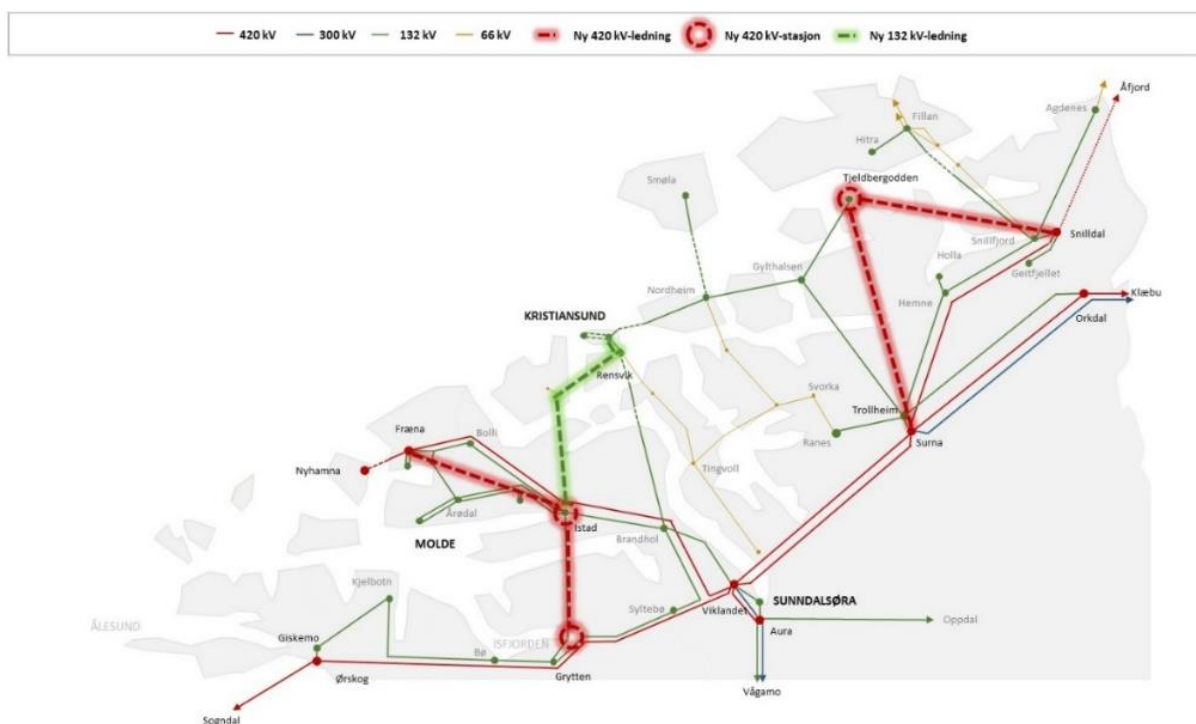 420 kV 300 kV 132 kV 66 kV Ny 420 kV-ledning Ny 420 kV-stasjon Ny 132 kV-ledning
Åfjord
Agdenes
Fillan
Hitra
Tjeldbergodden
Smøla
Snillfjord
Snilldal
Holla
Geitfjellet
Gylthalsen
Nordheim
Hemne
Klæbu
KRISTIANSUND
Orkdal
Rensvik
Svorka
Trollheim
Fræna
Bolli
Ranes
Surna
Nyhamna
Tingvoll
Årødal
Istad
MOLDE
Brandhol
Kjelbotn
Viklandet
SUNNDALSØRA
Syltebø
ÅLESUND
Giskemo
ISFJORDEN
Aura
Oppdal
Bø
Ørskog
Grytten
Vågamo
Sogndal